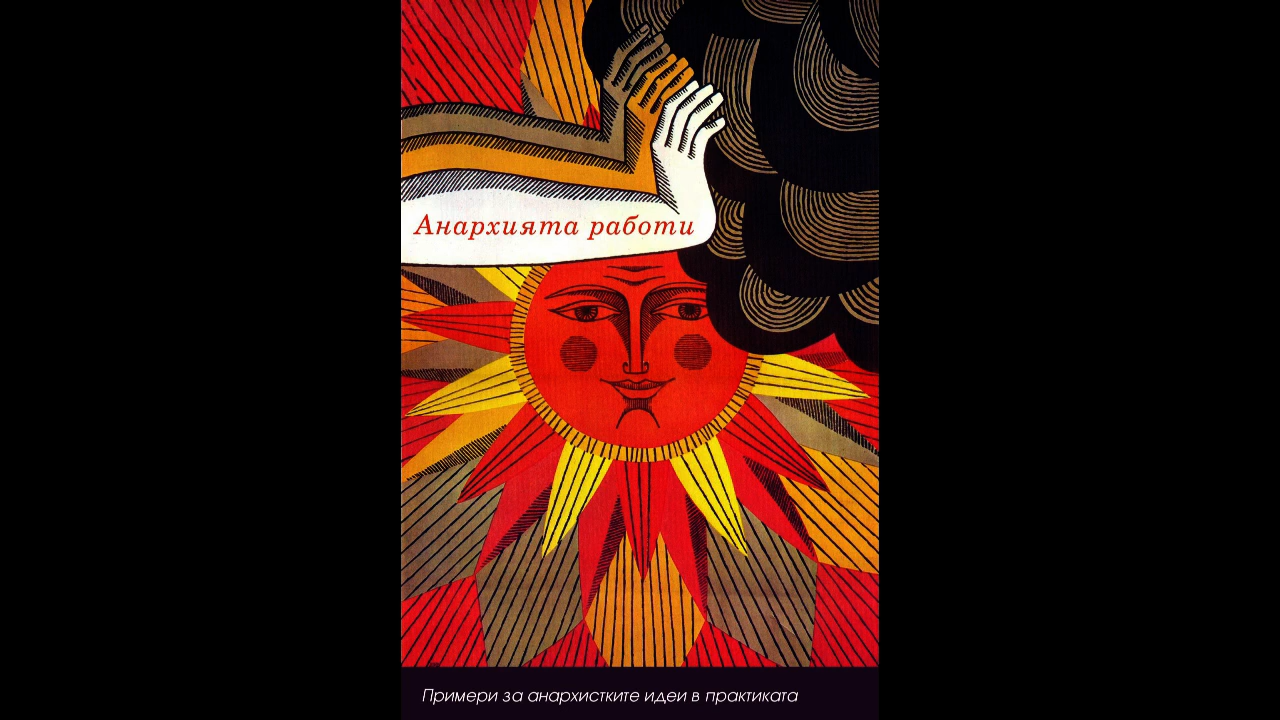 Анархията работи
Примери за анархистките идеи в практиката